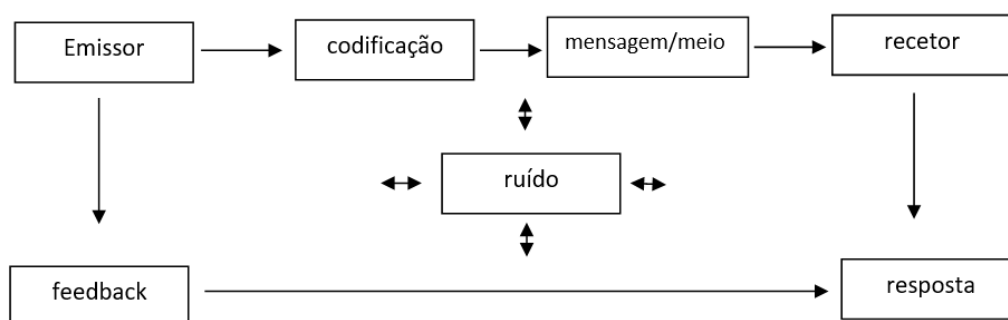 Emissor
codificação
mensagem/meio
recetor
ruído
feedback
resposta